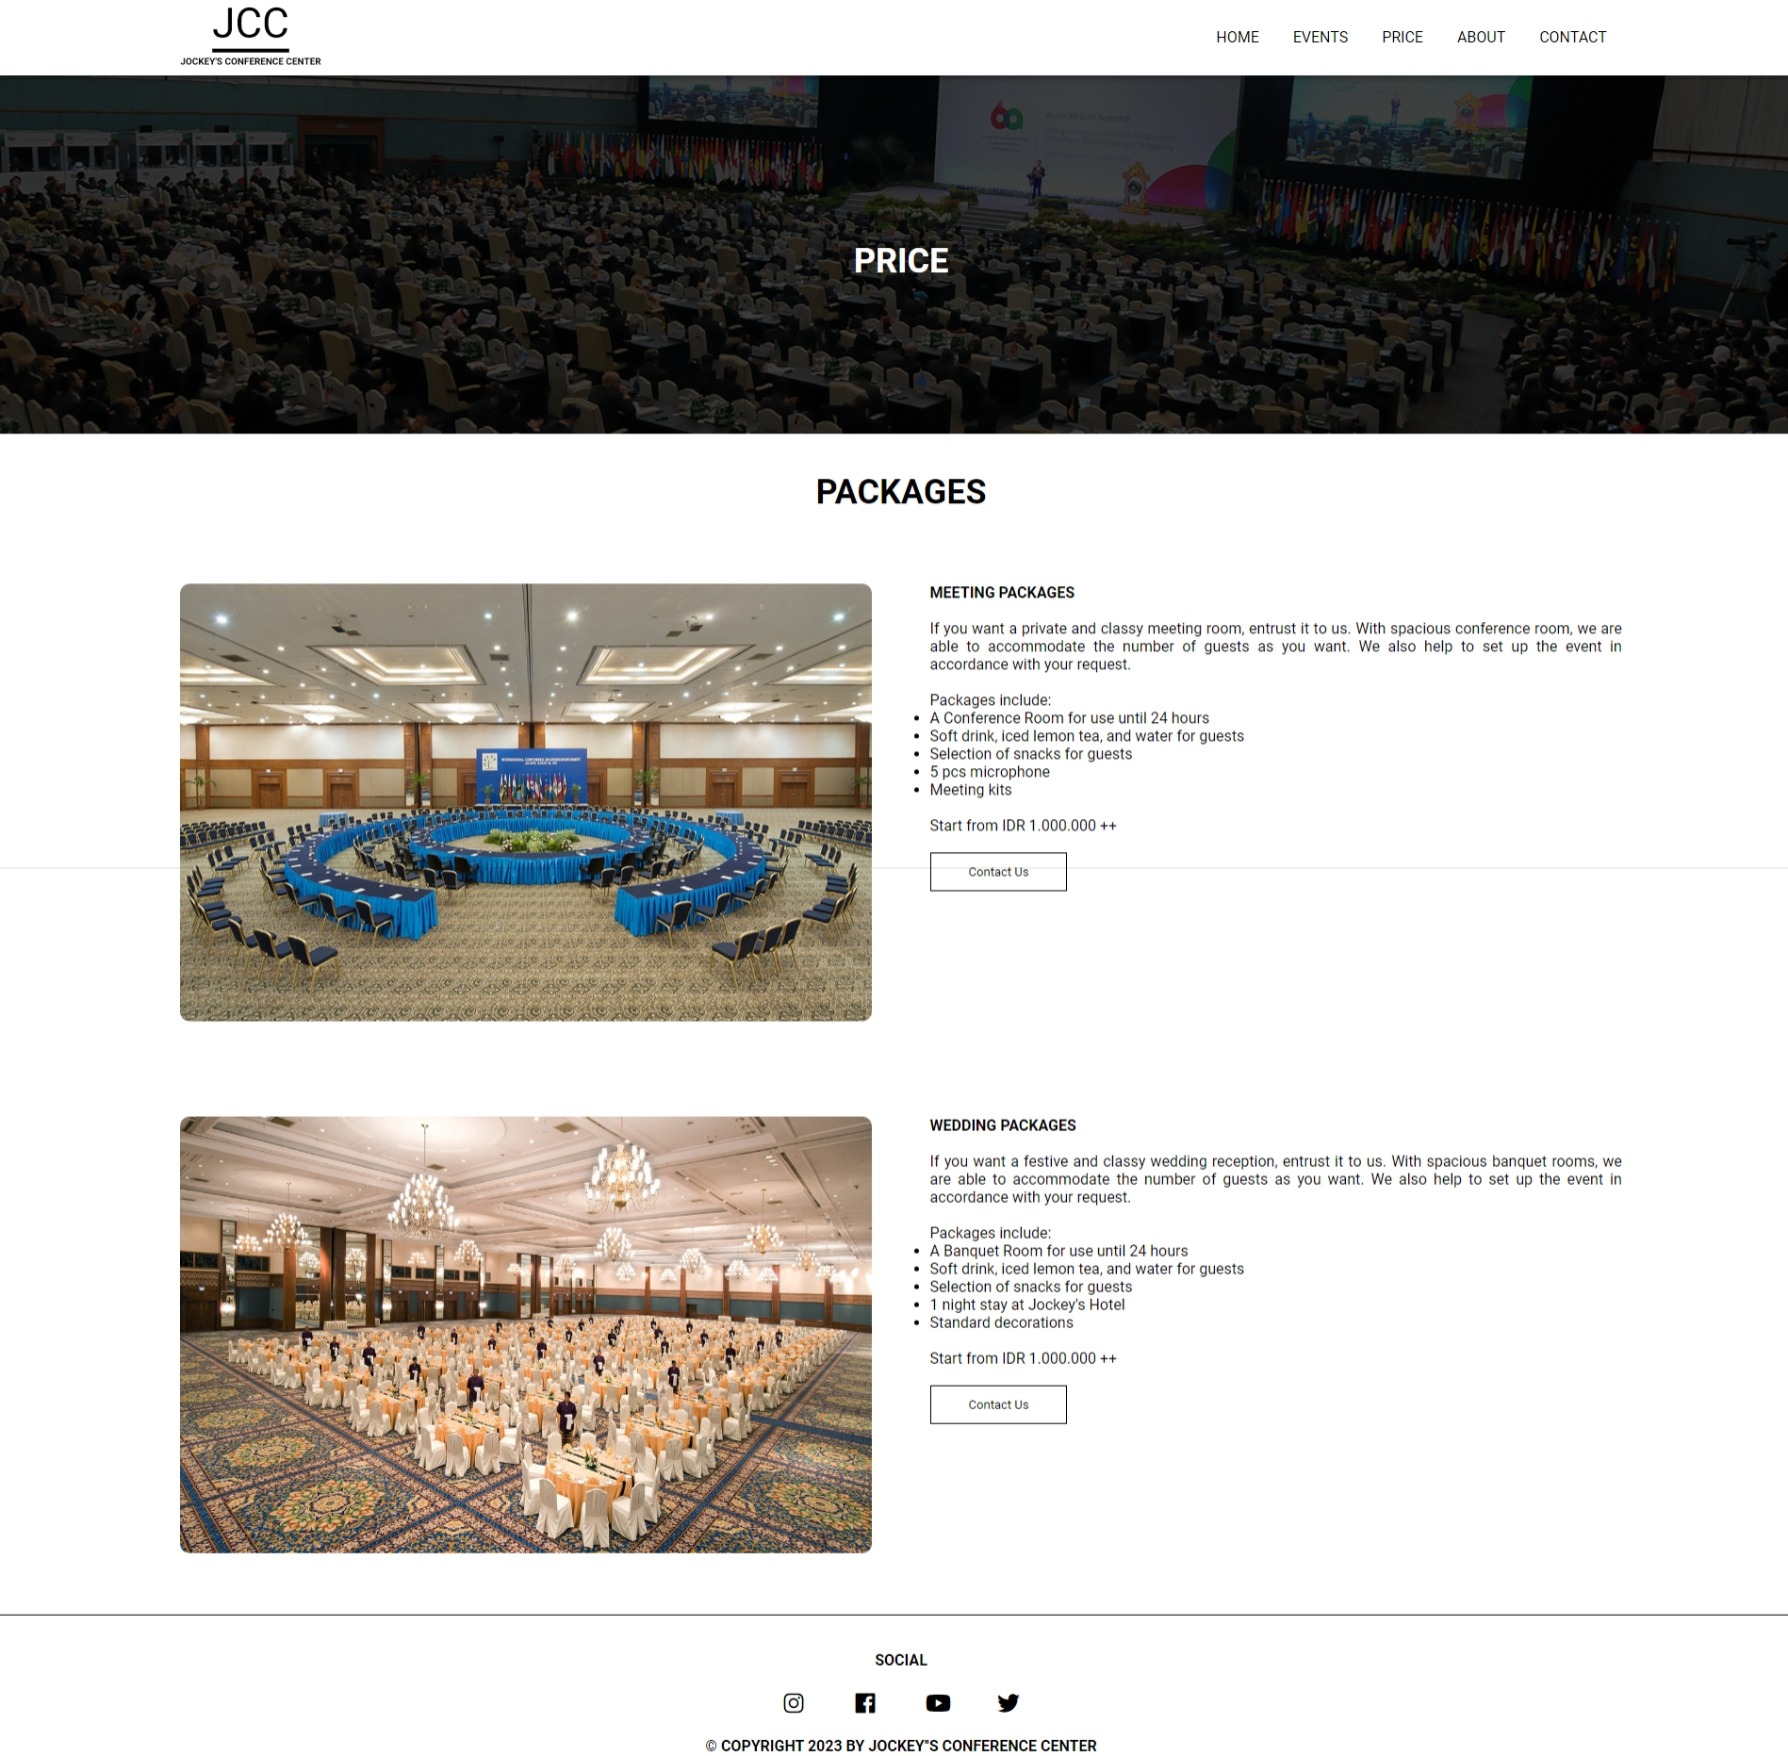 JCC
JOCKEY'S CONFERENCE CENTER
HOME
EVENTS
PRICE
ABOUT
CONTACT
Asian African Summit
PRICE
PACKAGES
MEETING PACKAGES
If you want a private and classy meeting room, entrust it to us. With spacious conference room, we are
able to accommodate the number of guests as you want. We also help to set up the event in
accordance with your request.
Packages include:
• A Conference Room for use until 24 hours
• Soft drink, iced lemon tea, and water for guests
• Selection of snacks for guests
• 5 pcs microphone
• Meeting kits
Start from IDR 1.000.000 ++
Contact Us
WEDDING PACKAGES
If you want a festive and classy wedding reception, entrust it to us. With spacious banquet rooms, we
are able to accommodate the number of guests as you want. We also help to set up the event in
accordance with your request.
Packages include:
• A Banquet Room for use until 24 hours
• Soft drink, iced lemon tea, and water for guests
• Selection of snacks for guests
• 1 night stay at Jockey's Hotel
• Standard decorations
Start from IDR 1.000.000 ++
Contact Us
SOCIAL
© COPYRIGHT 2023 BY JOCKEY"S CONFERENCE CENTER